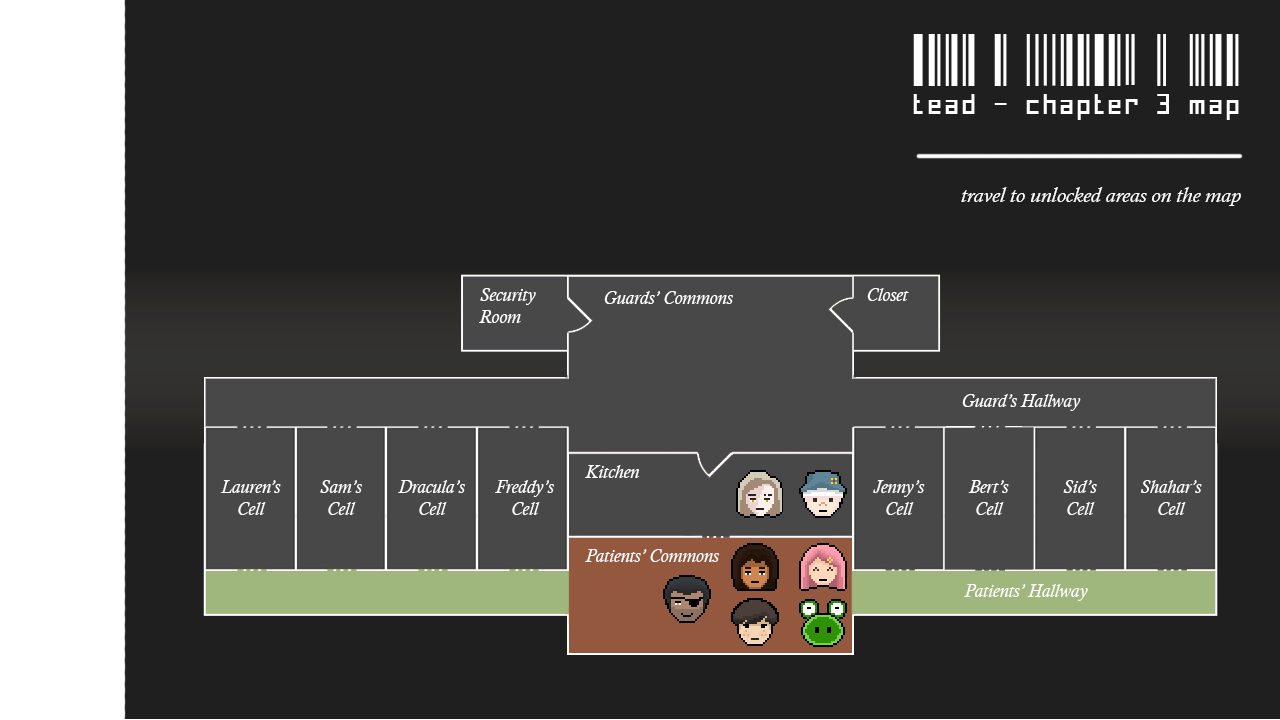 tead - chapter 3 map
travel to unlocked areas on the map
Security
Room
Guards' Commons
Closet
Guard's Hallway
Lauren's
Cell
Sam's
Cell
Dracula's
Cell
Freddy's
Cell
Kitchen
Jenny's
Cell
Bert's
Cell
Sid's
Cell
Shahar's
Cell
Patients' Commons
Patients' Hallway